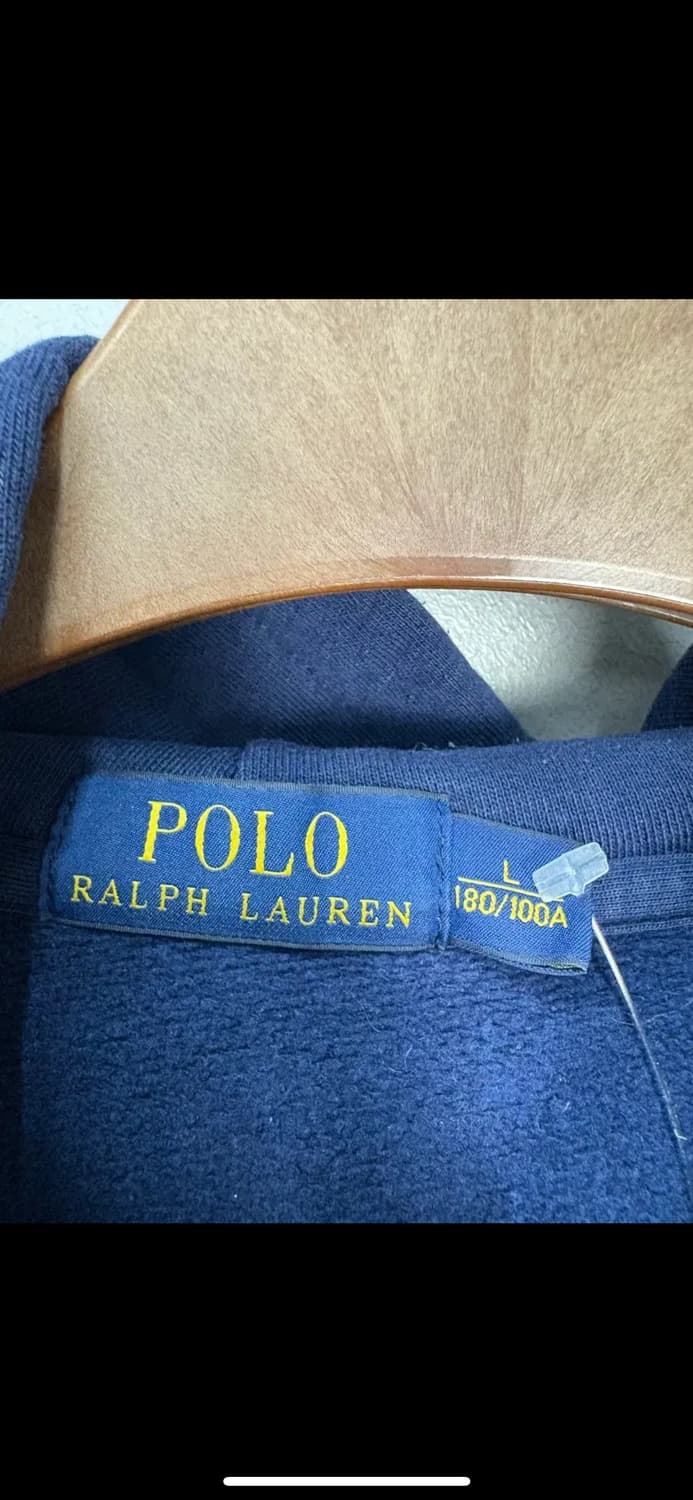 POLO
RALPH LAUREN
L
180/100A